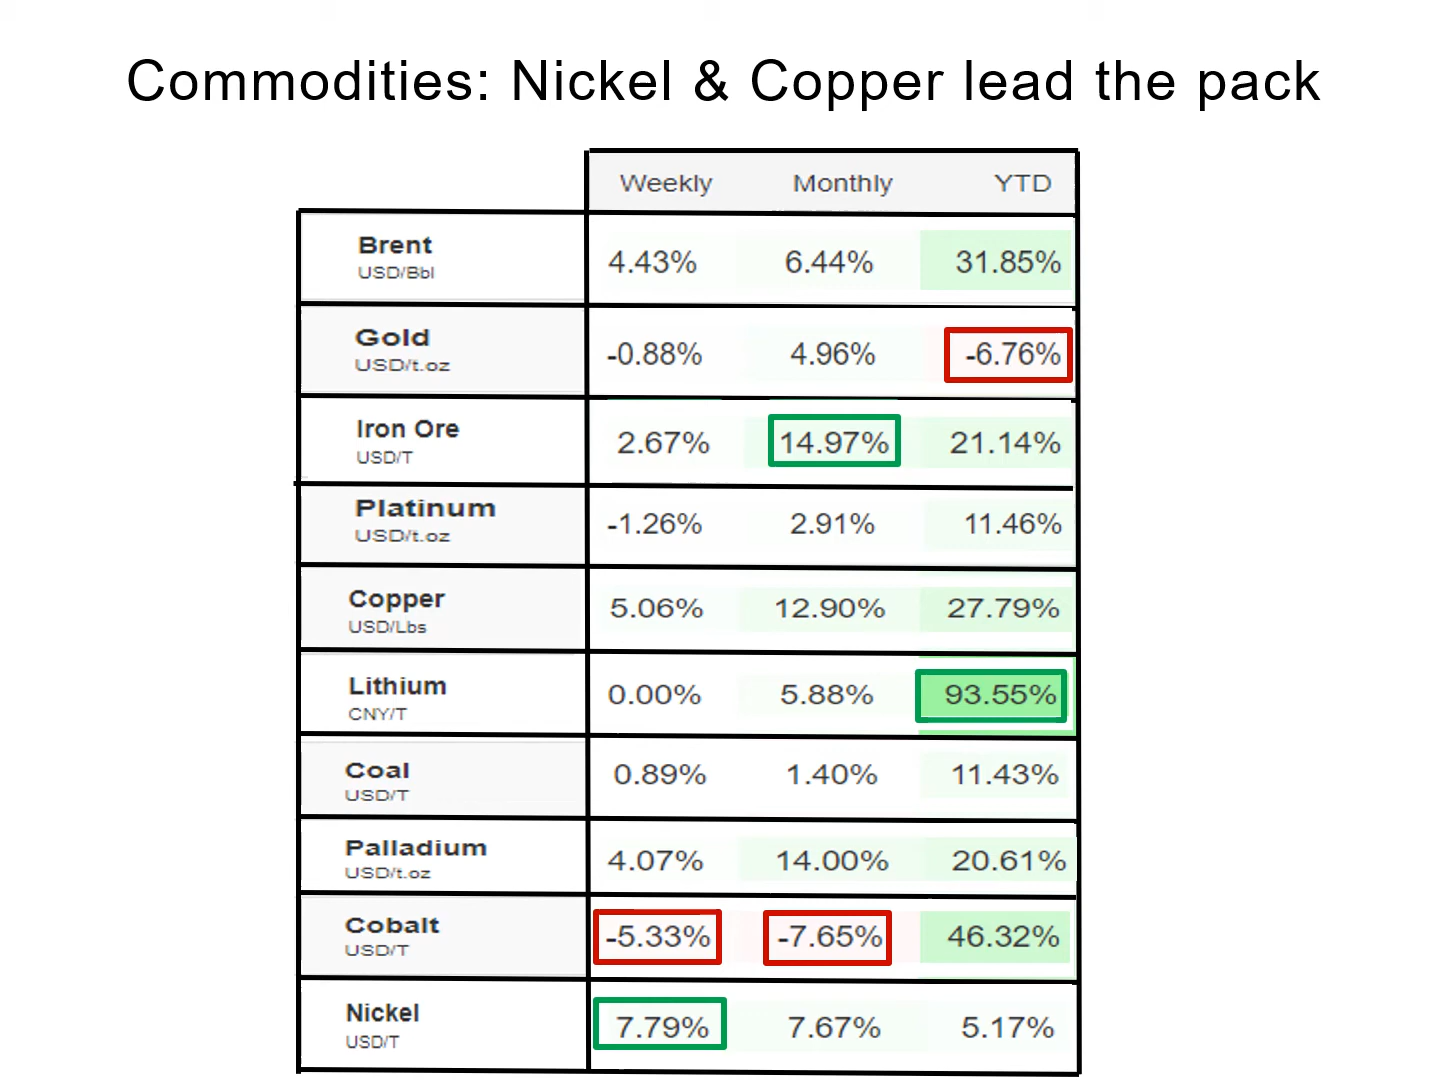 Commodities: Nickel & Copper lead the pack
Weekly Monthly YTD
Brent
USD/Bbl
4.43% 6.44% 31.85%
Gold
USD/t.oz
-0.88% 4.96% -6.76%
Iron Ore
USD/T
2.67% 14.97% 21.14%
Platinum
USD/t.oz
-1.26% 2.91% 11.46%
Copper
USD/Lbs
5.06% 12.90% 27.79%
Lithium
CNY/T
0.00% 5.88% 93.55%
Coal
USD/T
0.89% 1.40% 11.43%
Palladium
USD/t.oz
4.07% 14.00% 20.61%
Cobalt
USD/T
-5.33% -7.65% 46.32%
Nickel
USD/T
7.79% 7.67% 5.17%